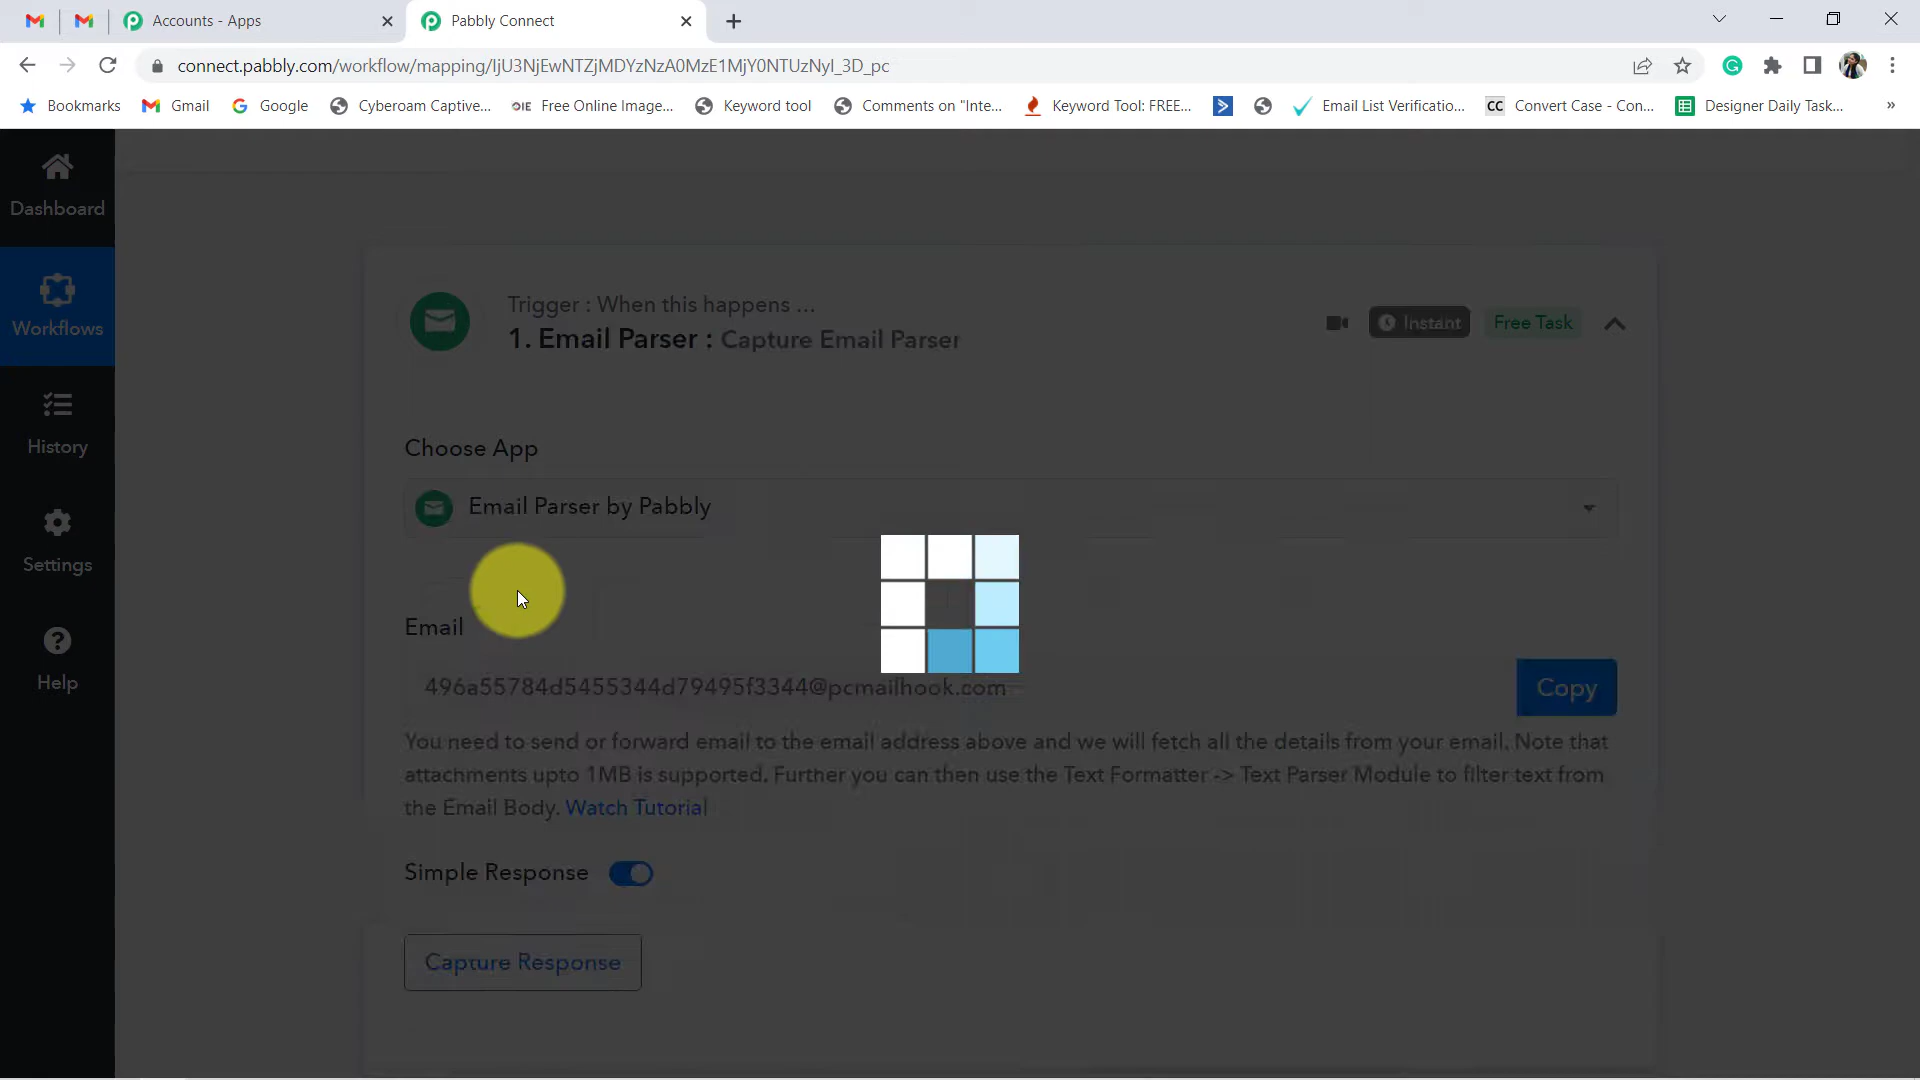 Accounts - Apps
Pabbly Connect
connect.pabbly.com/workflow/mapping/IjU3NjEwNTZjMDYzNzA0MzE1MjY0NTUzNyI_3D_pc
Bookmarks
Gmail
Google
Cyberoam Captive...
OIE
Free Online Image...
Keyword tool
Comments on "Inte...
Keyword Tool: FREE...
Email List Verificatio...
CC
Convert Case - Con...
Designer Daily Task...
»
Dashboard
Workflows
History
Settings
Help
Trigger : When this happens ...
1. Email Parser : Capture Email Parser
Instant
Free Task
Choose App
Email Parser by Pabbly
Email
496a55784d5455344d79495f3344@pcmailhook.com
Copy
You need to send or forward email to the email address above and we will fetch all the details from your email. Note that
attachments upto 1MB is supported. Further you can then use the Text Formatter -> Text Parser Module to filter text from
the Email Body. Watch Tutorial
Simple Response
Capture Response